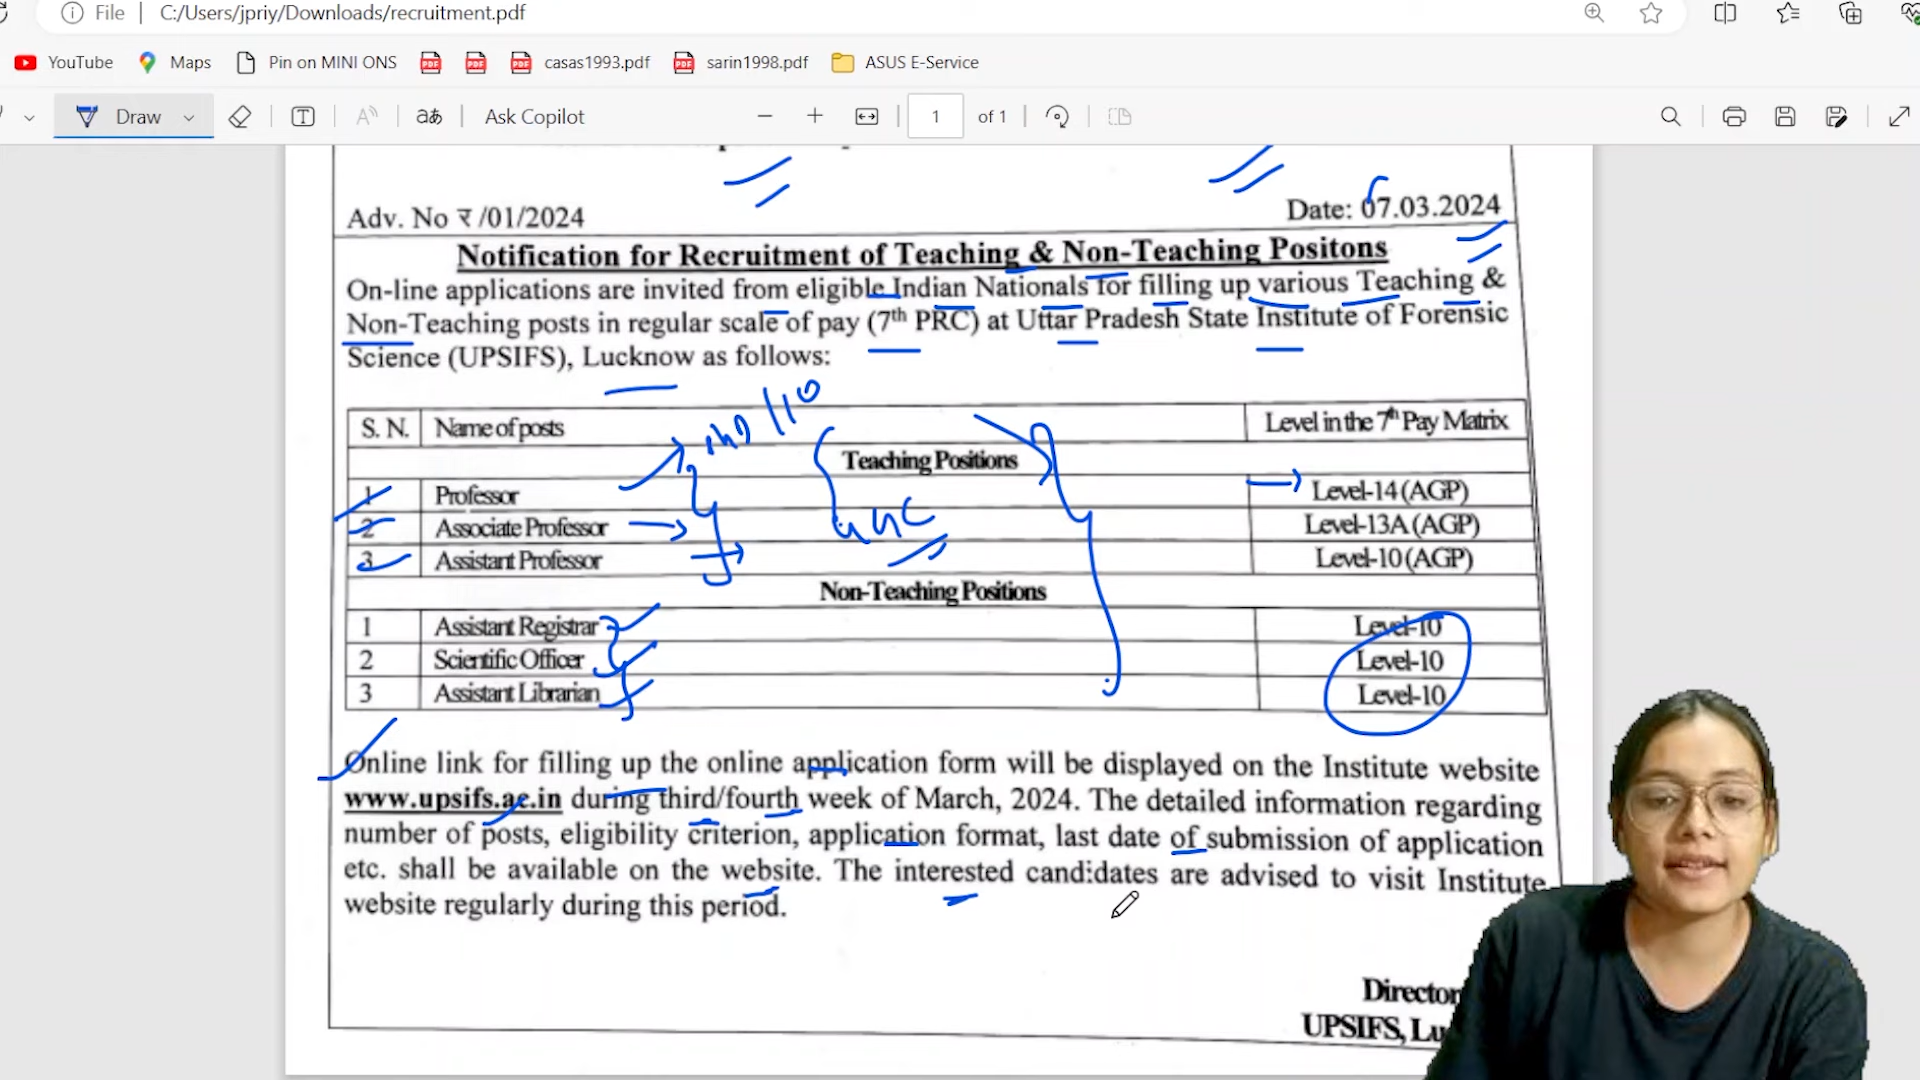 File | C:/Users/jpriy/Downloads/recruitment.pdf
YouTube Maps Pin on MINI ONS casas1993.pdf sarin1998.pdf ASUS E-Service
Draw Ask Copilot 1 of 1
Adv. No र /01/2024 Date: 07.03.2024
Notification for Recruitment of Teaching & Non-Teaching Positons
On-line applications are invited from eligible Indian Nationals for filling up various Teaching &
Non-Teaching posts in regular scale of pay (7th PRC) at Uttar Pradesh State Institute of Forensic
Science (UPSIFS), Lucknow as follows:
S. N. Name of posts Level in the 7th Pay Matrix
Teaching Positions
1 Professor Level-14 (AGP)
2 Associate Professor Level-13A (AGP)
3 Assistant Professor Level-10 (AGP)
Non-Teaching Positions
1 Assistant Registrar Level-10
2 Scientific Officer Level-10
3 Assistant Librarian Level-10
Online link for filling up the online application form will be displayed on the Institute website
www.upsifs.ac.in during third/fourth week of March, 2024. The detailed information regarding
number of posts, eligibility criterion, application format, last date of submission of application
etc. shall be available on the website. The interested candidates are advised to visit Institute
website regularly during this period.
Director
UPSIFS, Lu